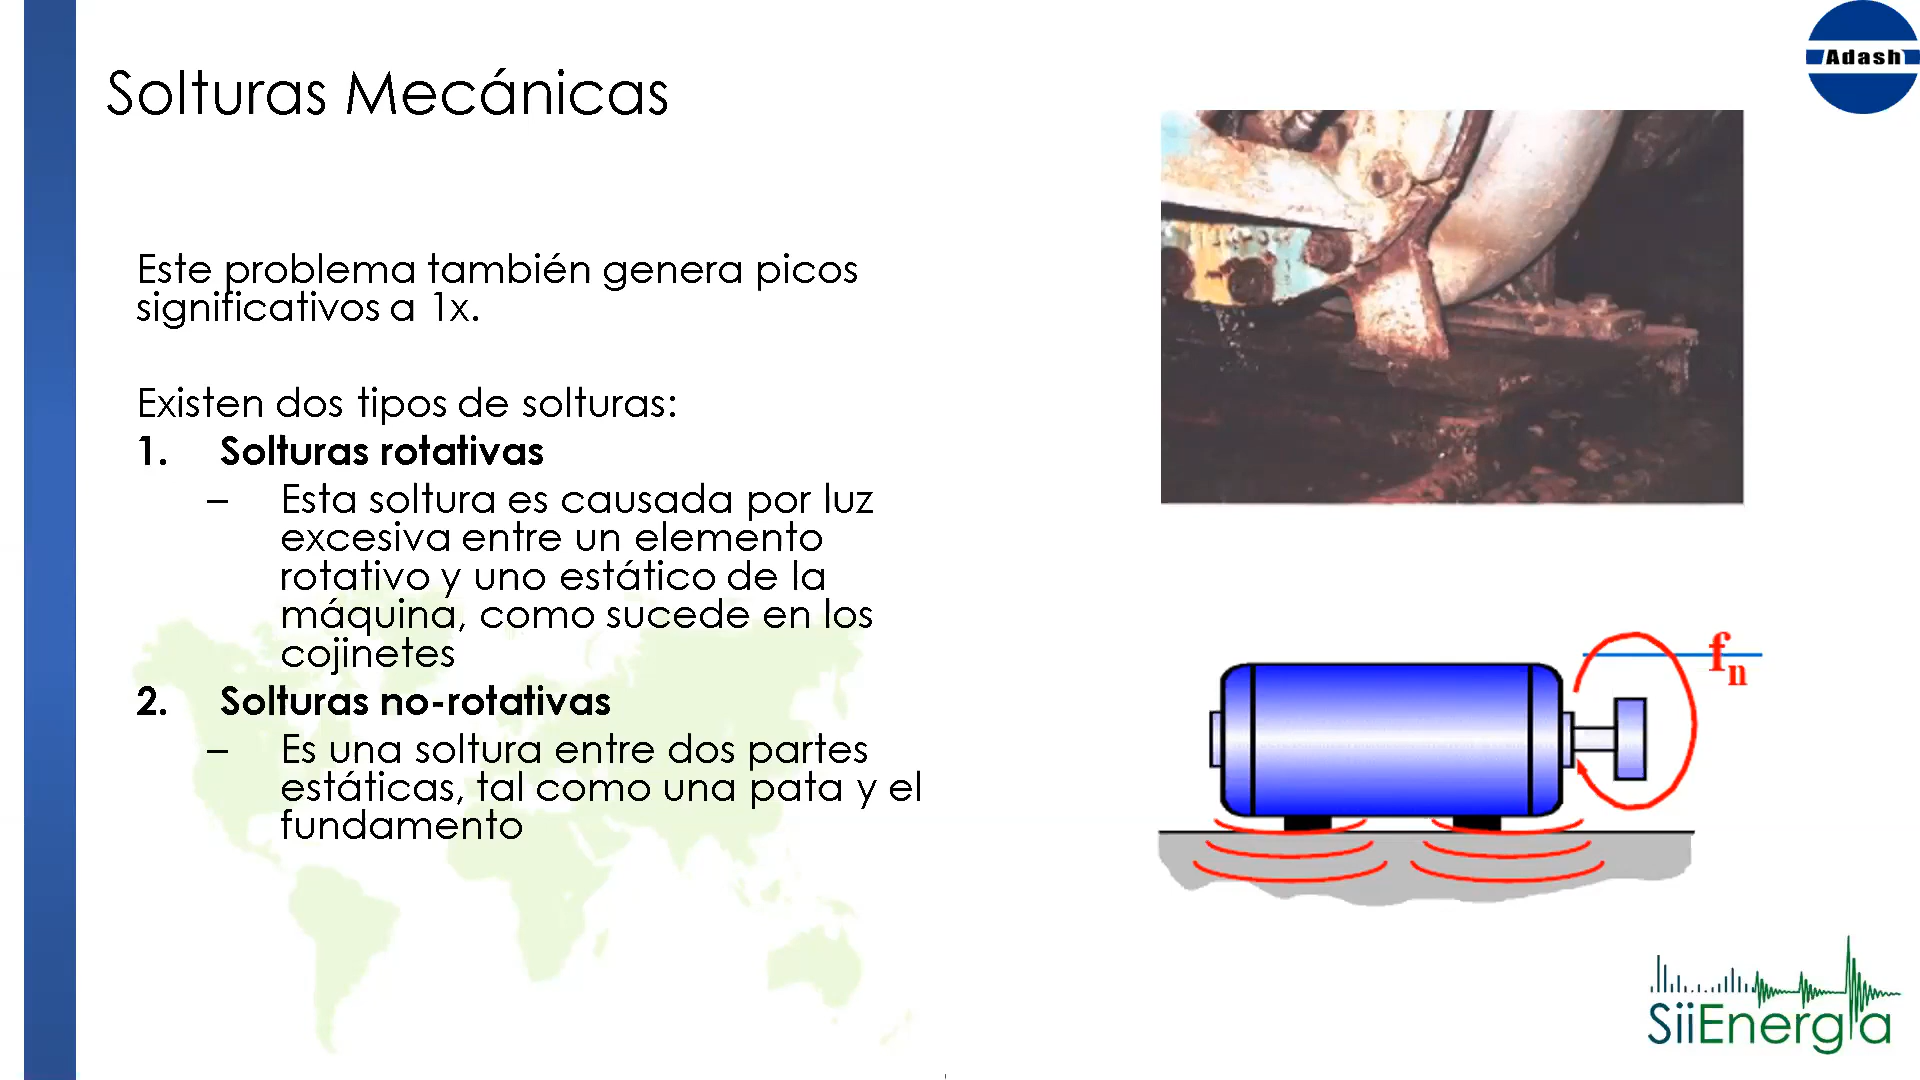 Adash
Solturas Mecánicas
Este problema también genera picos
significativos a 1x.
Existen dos tipos de solturas:
1. Solturas rotativas
– Esta soltura es causada por luz
excesiva entre un elemento
rotativo y uno estático de la
máquina, como sucede en los
cojinetes
2. Solturas no-rotativas
– Es una soltura entre dos partes
estáticas, tal como una pata y el
fundamento
fn
SiiEnergía